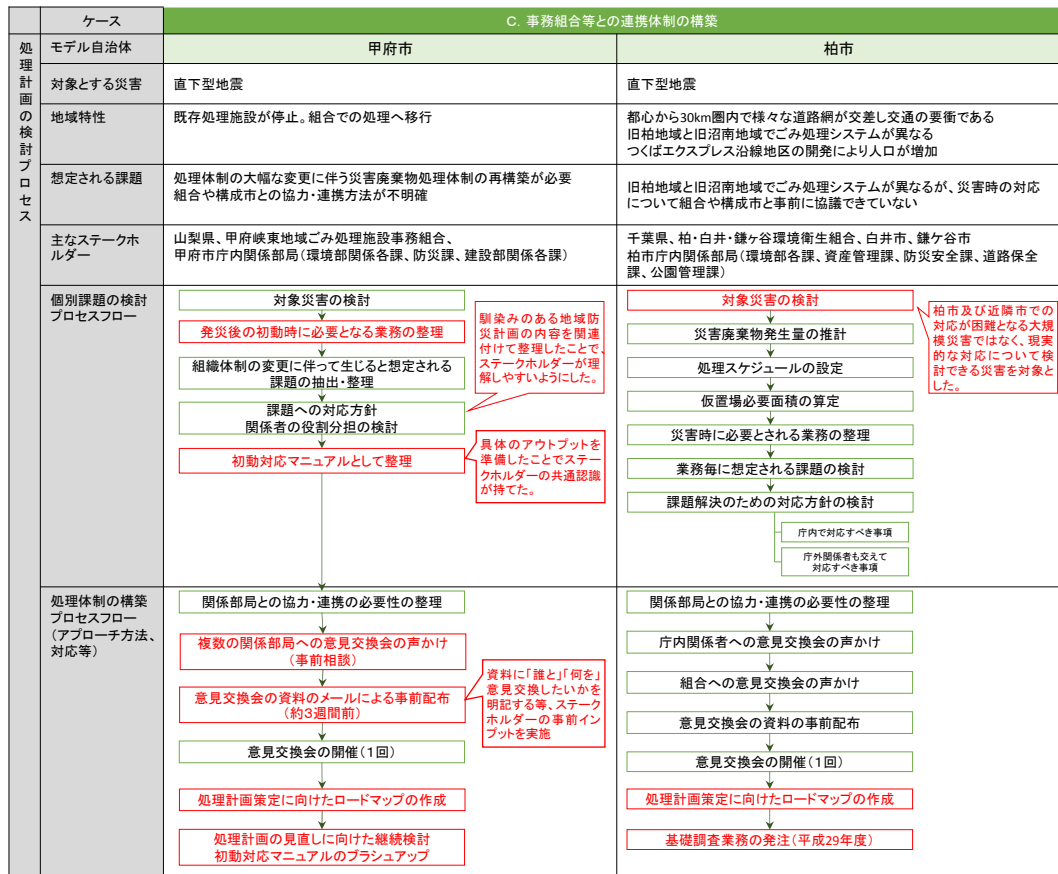 ケース
C. 事務組合等との連携体制の構築
処理計画の検討プロセス
モデル自治体
甲府市
柏市
対象とする災害
直下型地震
直下型地震
地域特性
既存処理施設が停止。組合での処理へ移行
都心から30km圏内で様々な道路網が交差し交通の要衝である
旧柏地域と旧沼南地域でごみ処理システムが異なる
つくばエクスプレス沿線地区の開発により人口が増加
想定される課題
処理体制の大幅な変更に伴う災害廃棄物処理体制の再構築が必要
組合や構成市との協力・連携方法が不明確
旧柏地域と旧沼南地域でごみ処理システムが異なるが、災害時の対応
について組合や構成市と事前に協議できていない
主なステークホ
ルダー
山梨県、甲府峡東地域ごみ処理施設事務組合、
甲府市庁内関係部局(環境部関係各課、防災課、建設部関係各課)
千葉県、柏・白井・鎌ケ谷環境衛生組合、白井市、鎌ケ谷市
柏市庁内関係部局(環境部各課、資産管理課、防災安全課、道路保全
課、公園管理課)
個別課題の検討
プロセスフロー
対象災害の検討
発災後の初動時に必要となる業務の整理
組織体制の変更に伴って生じると想定される
課題の抽出・整理
課題への対応方針
関係者の役割分担の検討
初動対応マニュアルとして整理
馴染みのある地域防
災計画の内容を関連
付けて整理したことで、
ステークホルダーが理
解しやすいようにした。
具体のアウトプットを
準備したことでステー
クホルダーの共通認識
が持てた。
対象災害の検討
災害廃棄物発生量の推計
処理スケジュールの設定
仮置場必要面積の算定
災害時に必要とされる業務の整理
業務毎に想定される課題の検討
課題解決のための対応方針の検討
庁内で対応すべき事項
庁外関係者も交えて
対応すべき事項
柏市及び近隣市での
対応が困難となる大規
模災害ではなく、現実
的な対応について検
討できる災害を対象と
した。
処理体制の構築
プロセスフロー
(アプローチ方法、
対応等)
関係部局との協力・連携の必要性の整理
複数の関係部局への意見交換会の声かけ
(事前相談)
意見交換会の資料のメールによる事前配布
(約3週間前)
意見交換会の開催(1回)
処理計画策定に向けたロードマップの作成
処理計画の見直しに向けた継続検討
初動対応マニュアルのブラシュアップ
資料に「誰と」「何を」
意見交換したいかを
明記する等、ステーク
ホルダーの事前イン
プットを実施
関係部局との協力・連携の必要性の整理
庁内関係者への意見交換会の声かけ
組合への意見交換会の声かけ
意見交換会の資料の事前配布
意見交換会の開催(1回)
処理計画策定に向けたロードマップの作成
基礎調査業務の発注(平成29年度)